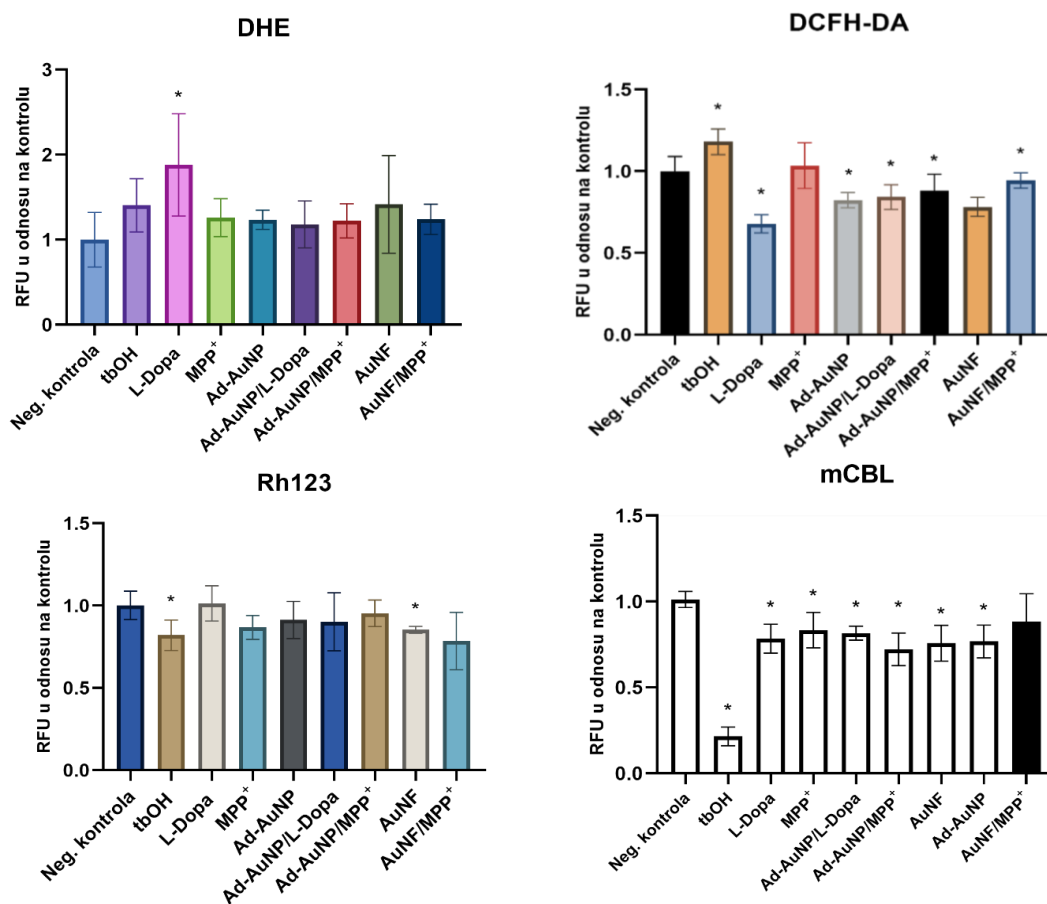 DHE
RFU u odnosu na kontrolu
3
2
1
0
*
Neg. kontrola
tbOH
L-Dopa
MPP⁺
Ad-AuNP
Ad-AuNP/L-Dopa
Ad-AuNP/MPP⁺
AuNF
AuNF/MPP⁺
DCFH-DA
RFU u odnosu na kontrolu
1.5
1.0
0.5
0.0
* * * * * *
Neg. kontrola
tbOH
L-Dopa
MPP⁺
Ad-AuNP
Ad-AuNP/L-Dopa
Ad-AuNP/MPP⁺
AuNF
AuNF/MPP⁺
Rh123
RFU u odnosu na kontrolu
1.5
1.0
0.5
0.0
* *
Neg. kontrola
tbOH
L-Dopa
MPP⁺
Ad-AuNP
Ad-AuNP/L-Dopa
Ad-AuNP/MPP⁺
AuNF
AuNF/MPP⁺
mCBL
RFU u odnosu na kontrolu
1.5
1.0
0.5
0.0
* * * * * * *
Neg. kontrola
tbOH
L-Dopa
MPP⁺
Ad-AuNP/L-Dopa
Ad-AuNP/MPP⁺
AuNF
Ad-AuNP
AuNF/MPP⁺